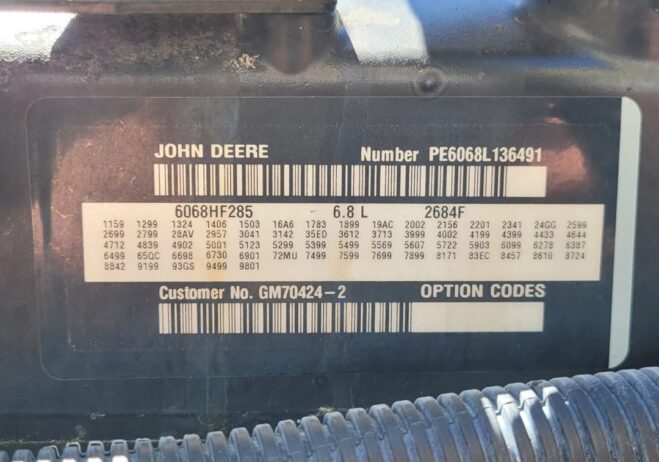 JOHN DEERE Number PE6068L136491
6068HF285 - 6.8 L 2684F
1159 1299 1324 1406 1503 16A6 1783 1899 19AC 2002 2156 2201 2341 24GG 2599
2699 2799 28AV 2957 3041 3142 35ED 3612 3713 3999 4002 4199 4399 4433 4644
4712 4839 4902 5001 5123 5299 5399 5499 5569 5607 5722 5903 6099 6278 6387
6499 65QC 6698 6730 6901 72MU 7499 7599 7699 7899 8171 83EC 8457 8610 8724
8842 9199 93GS 9499 9801
Customer No. GM70424-2 OPTION CODES